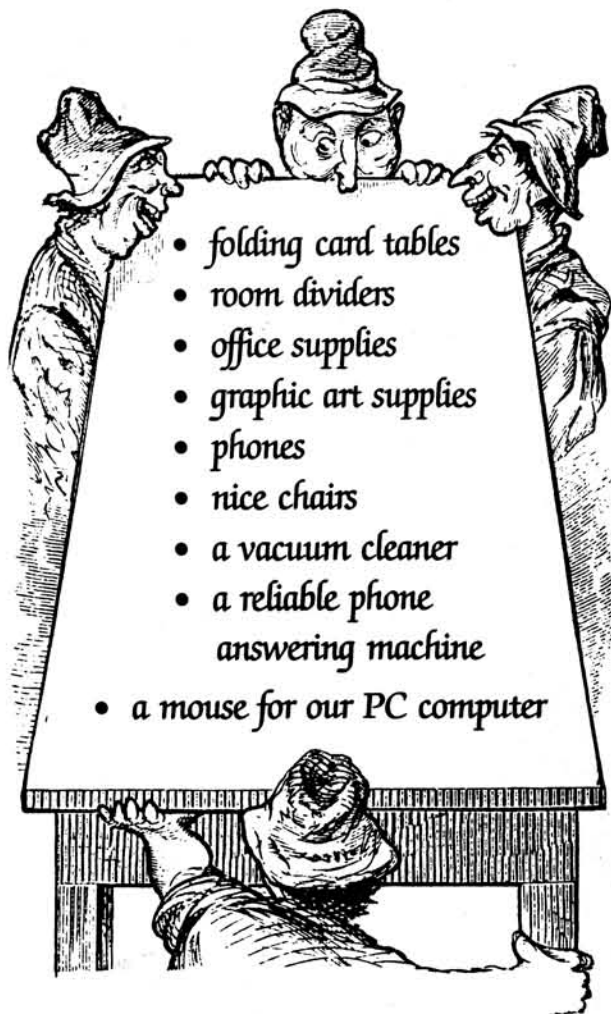 • folding card tables
• room dividers
• office supplies
• graphic art supplies
• phones
• nice chairs
• a vacuum cleaner
• a reliable phone
answering machine
• a mouse for our PC computer